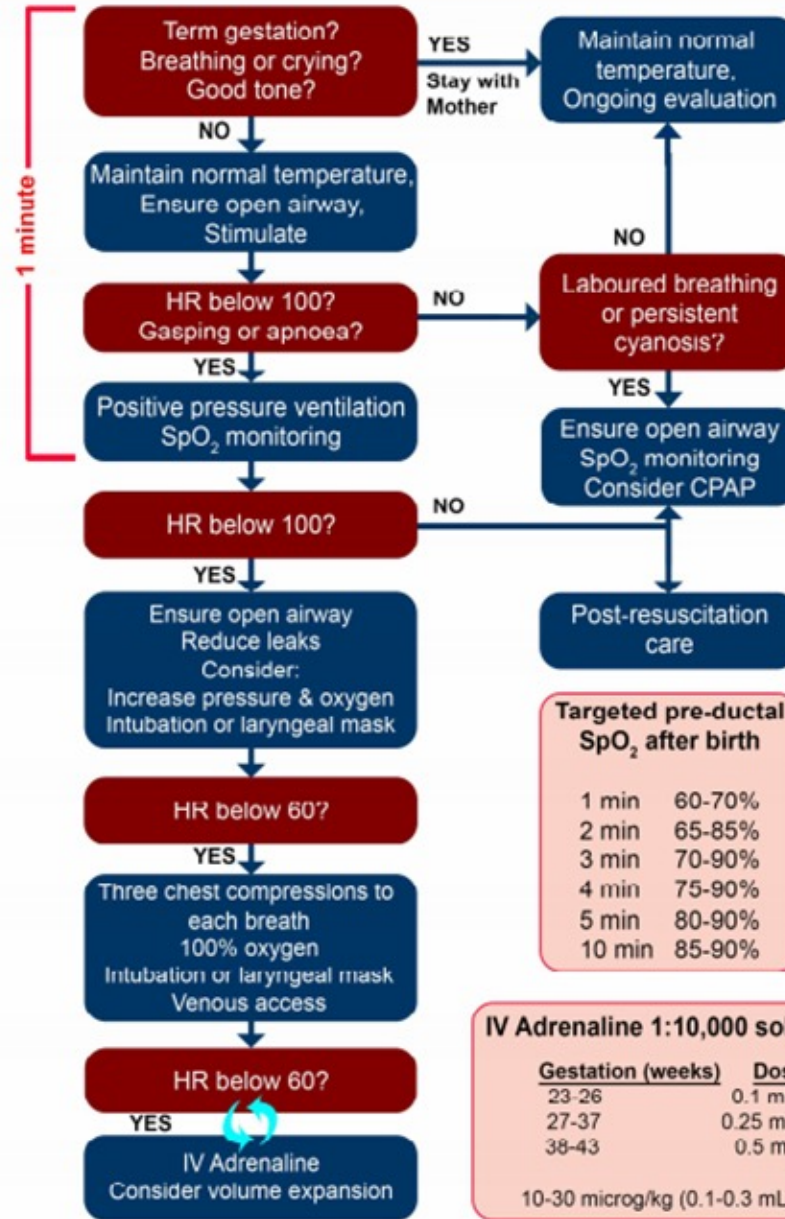 Term gestation?
Breathing or crying?
Good tone?
YES
Stay with
Mother
Maintain normal
temperature,
Ongoing evaluation
NO
Maintain normal temperature,
Ensure open airway,
Stimulate
1 minute
HR below 100?
Gasping or apnoea?
NO
Laboured breathing
or persistent
cyanosis?
NO
YES
Positive pressure ventilation
SpO₂ monitoring
YES
Ensure open airway
SpO₂ monitoring
Consider CPAP
HR below 100?
NO
YES
Ensure open airway
Reduce leaks
Consider:
Increase pressure & oxygen
Intubation or laryngeal mask
Post-resuscitation
care
HR below 60?
YES
Three chest compressions to
each breath
100% oxygen
Intubation or laryngeal mask
Venous access
HR below 60?
YES
IV Adrenaline
Consider volume expansion
Targeted pre-ductal
SpO₂ after birth
1 min 60-70%
2 min 65-85%
3 min 70-90%
4 min 75-90%
5 min 80-90%
10 min 85-90%
IV Adrenaline 1:10,000
Gestation (weeks)
23-26 0.1
27-37 0.25
38-43 0.5
10-30 microg/kg (0.1-0.3 mL